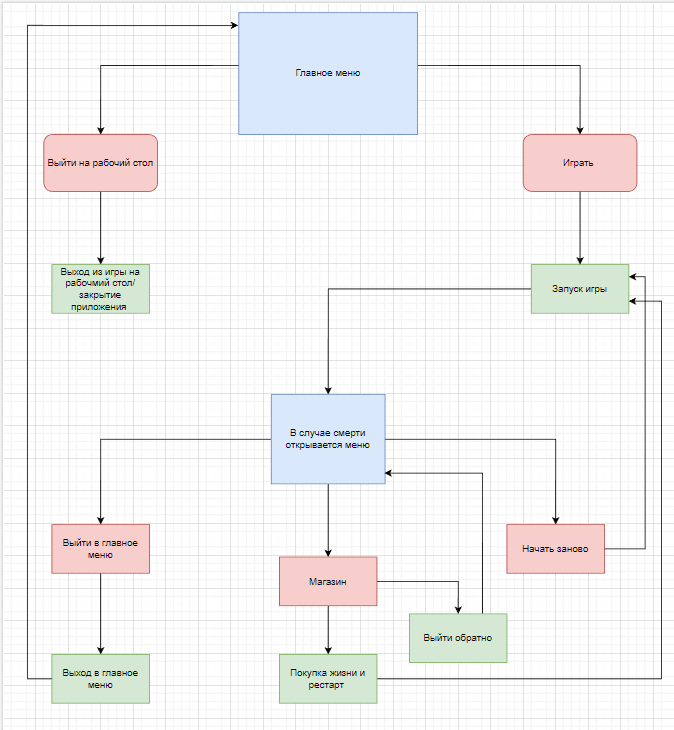 Главное меню
Выйти на рабочий стол
Играть
Выход из игры на
рабочмий стол/
закрытие
приложения
Запуск игры
В случае смерти
открывается меню
Выйти в главное
меню
Начать заново
Магазин
Выйти обратно
Выход в главное
меню
Покупка жизни и
рестарт